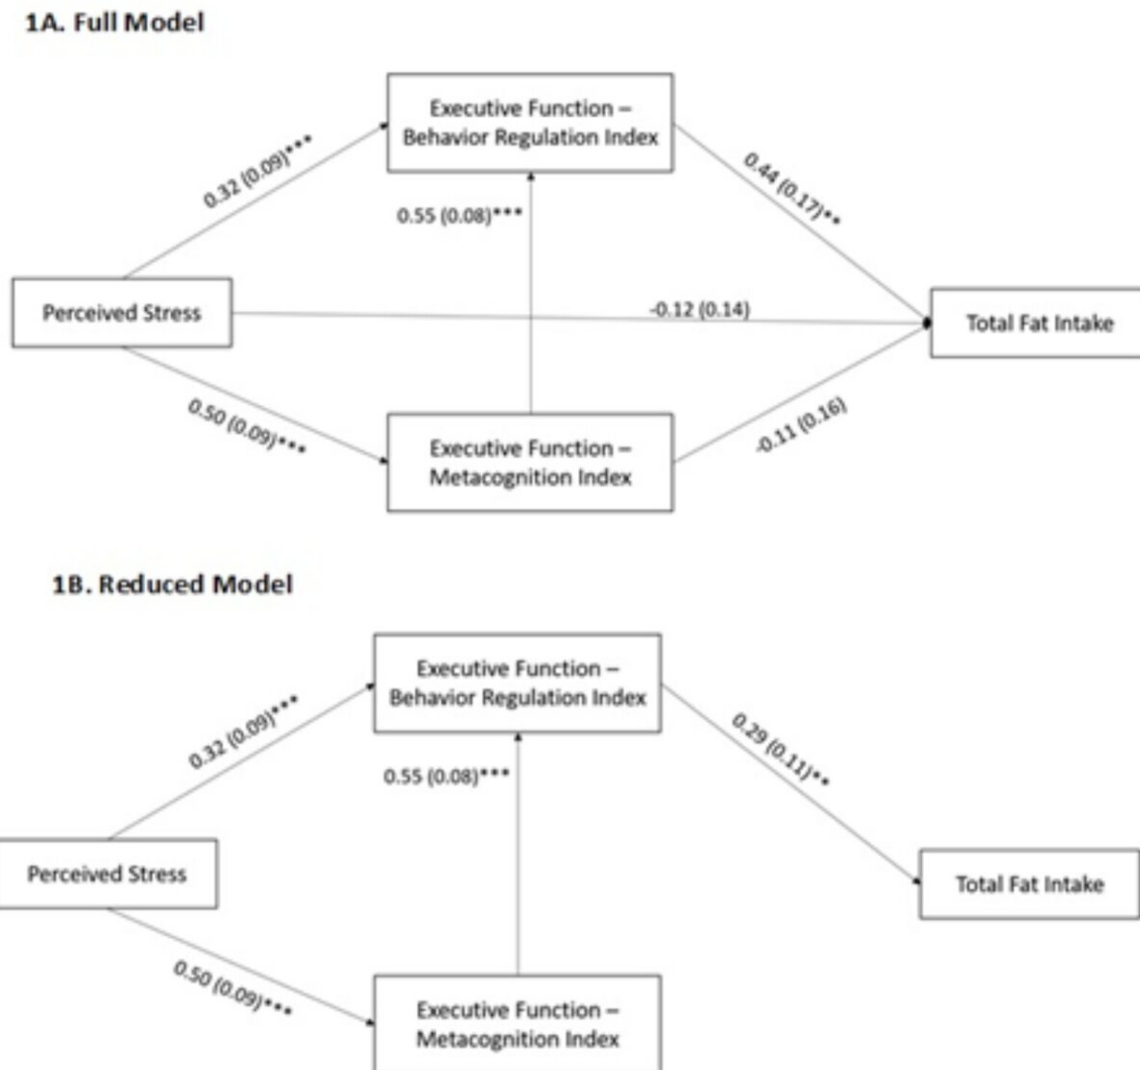 1A. Full Model
Executive Function –
Behavior Regulation Index
0.32 (0.09)***
0.44 (0.17)**
0.55 (0.08)***
Perceived Stress
-0.12 (0.14)
Total Fat Intake
0.50 (0.09)***
-0.11 (0.16)
Executive Function –
Metacognition Index
1B. Reduced Model
Executive Function –
Behavior Regulation Index
0.32 (0.09)***
0.29 (0.11)**
0.55 (0.08)***
Perceived Stress
Total Fat Intake
0.50 (0.09)***
Executive Function –
Metacognition Index